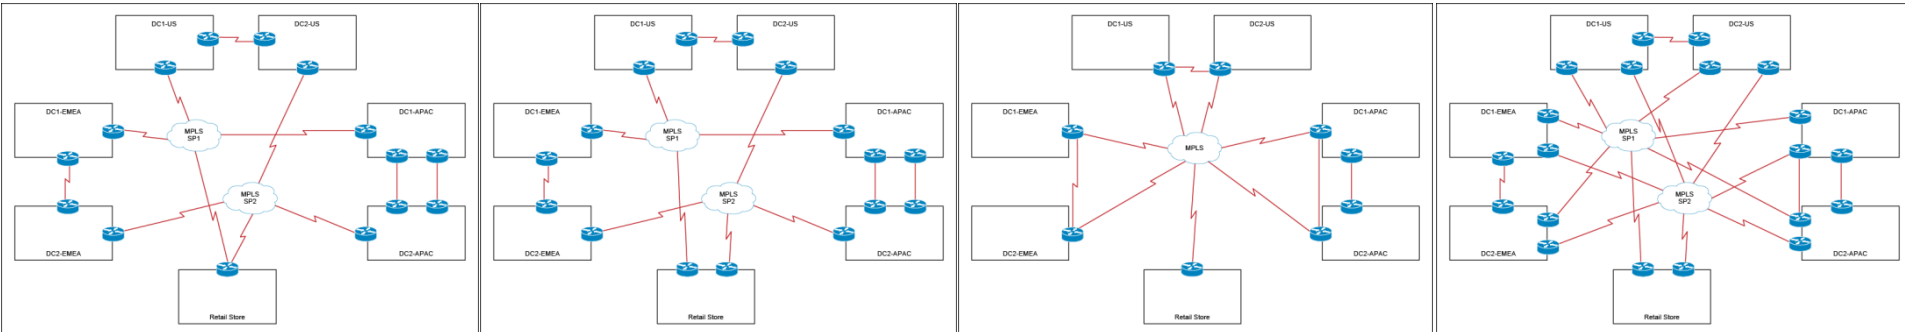 DC1-US
DC2-US
DC1-EMEA
MPLS
SP1
DC1-APAC
MPLS
SP2
DC2-EMEA
DC2-APAC
Retail Store
DC1-US
DC2-US
DC1-EMEA
MPLS
SP1
DC1-APAC
MPLS
SP2
DC2-EMEA
DC2-APAC
Retail Store
DC1-US
DC2-US
DC1-EMEA
DC1-APAC
MPLS
DC2-EMEA
DC2-APAC
Retail Store
DC1-US
DC2-US
DC1-EMEA
DC1-APAC
MPLS
SP1
MPLS
SP2
DC2-EMEA
DC2-APAC
Retail Store